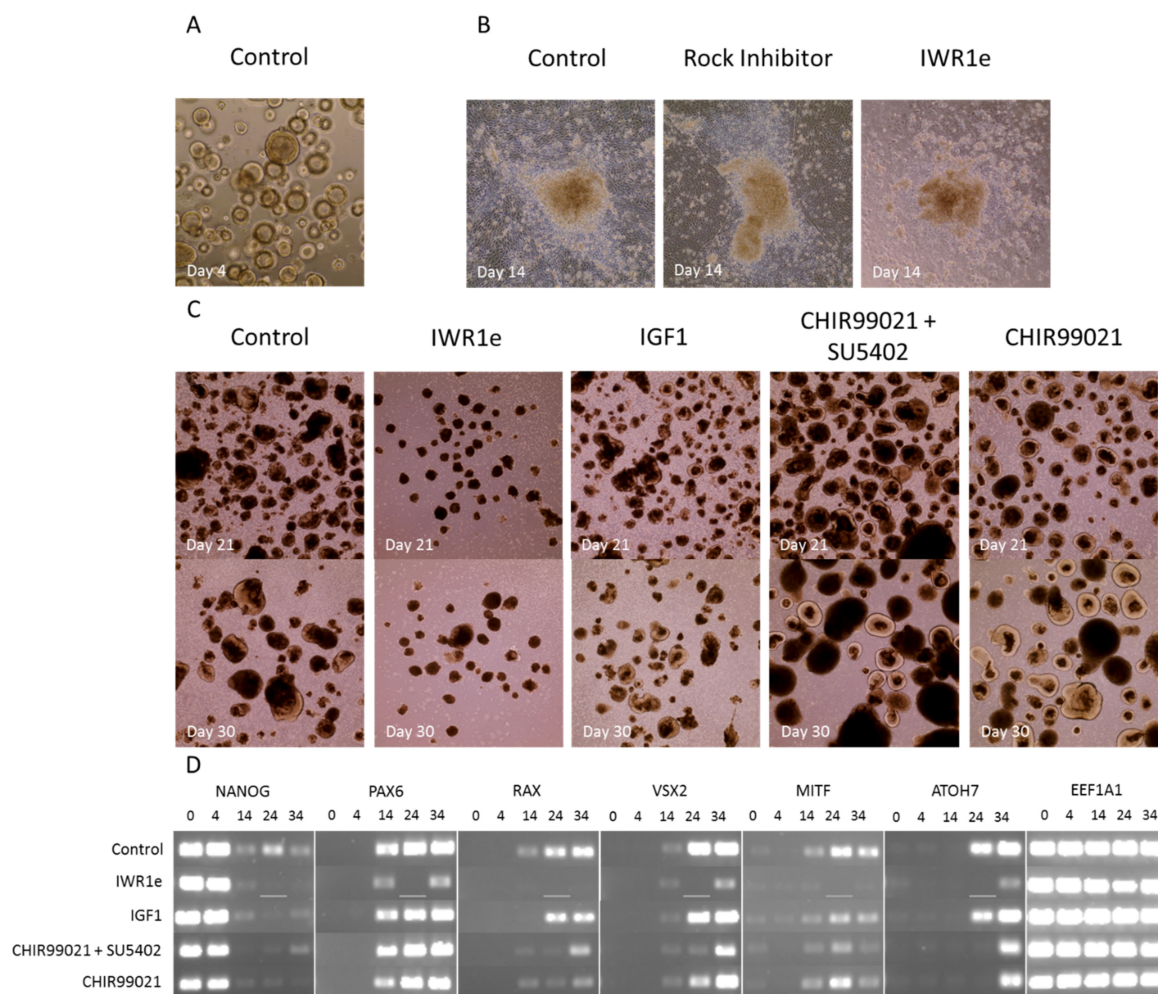 A
Control
Day 4
B
Control Rock Inhibitor IWR1e
Day 14 Day 14 Day 14
C
Control IWR1e IGF1 CHIR99021 + SU5402 CHIR99021
Day 21 Day 21 Day 21 Day 21 Day 21
Day 30 Day 30 Day 30 Day 30 Day 30
D
NANOG PAX6 RAX VSX2 MITF ATOH7 EEF1A1
0 4 14 24 34 0 4 14 24 34 0 4 14 24 34 0 4 14 24 34 0 4 14 24 34 0 4 14 24 34 0 4 14 24 34
Control
IWR1e
IGF1
CHIR99021 + SU5402
CHIR99021